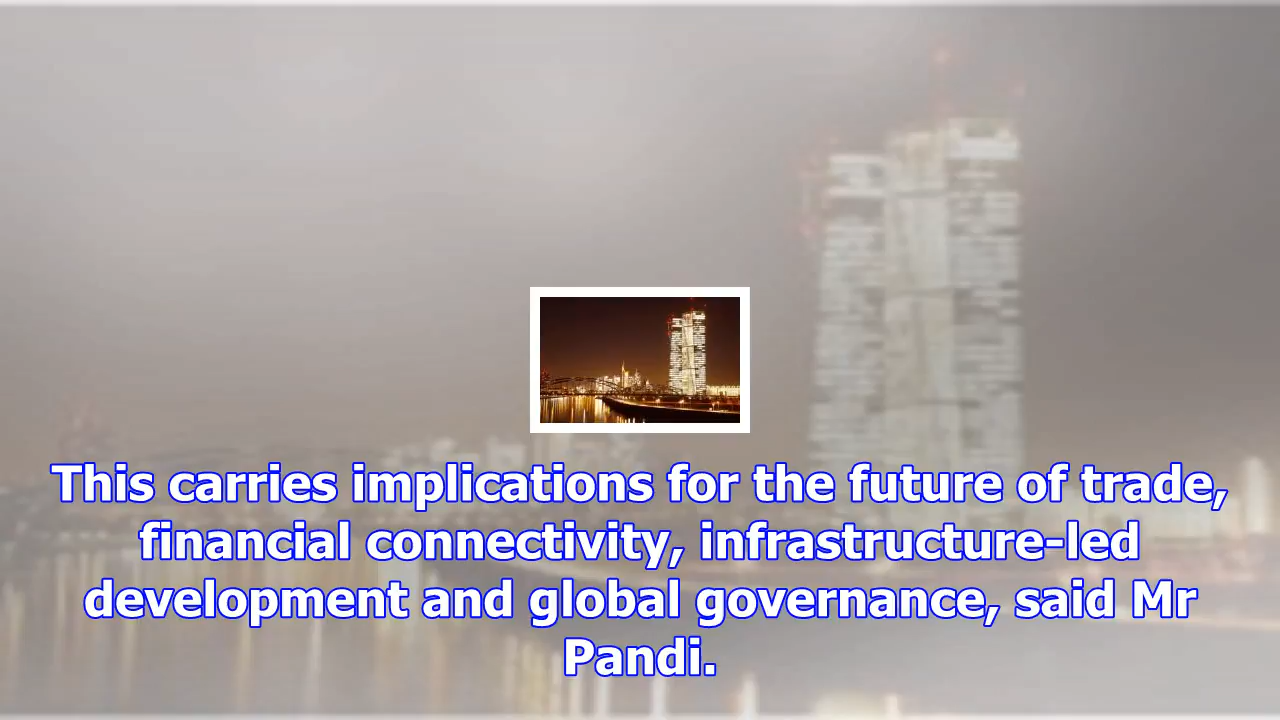 This carries implications for the future of trade,
financial connectivity, infrastructure-led
development and global governance, said Mr
Pandi.